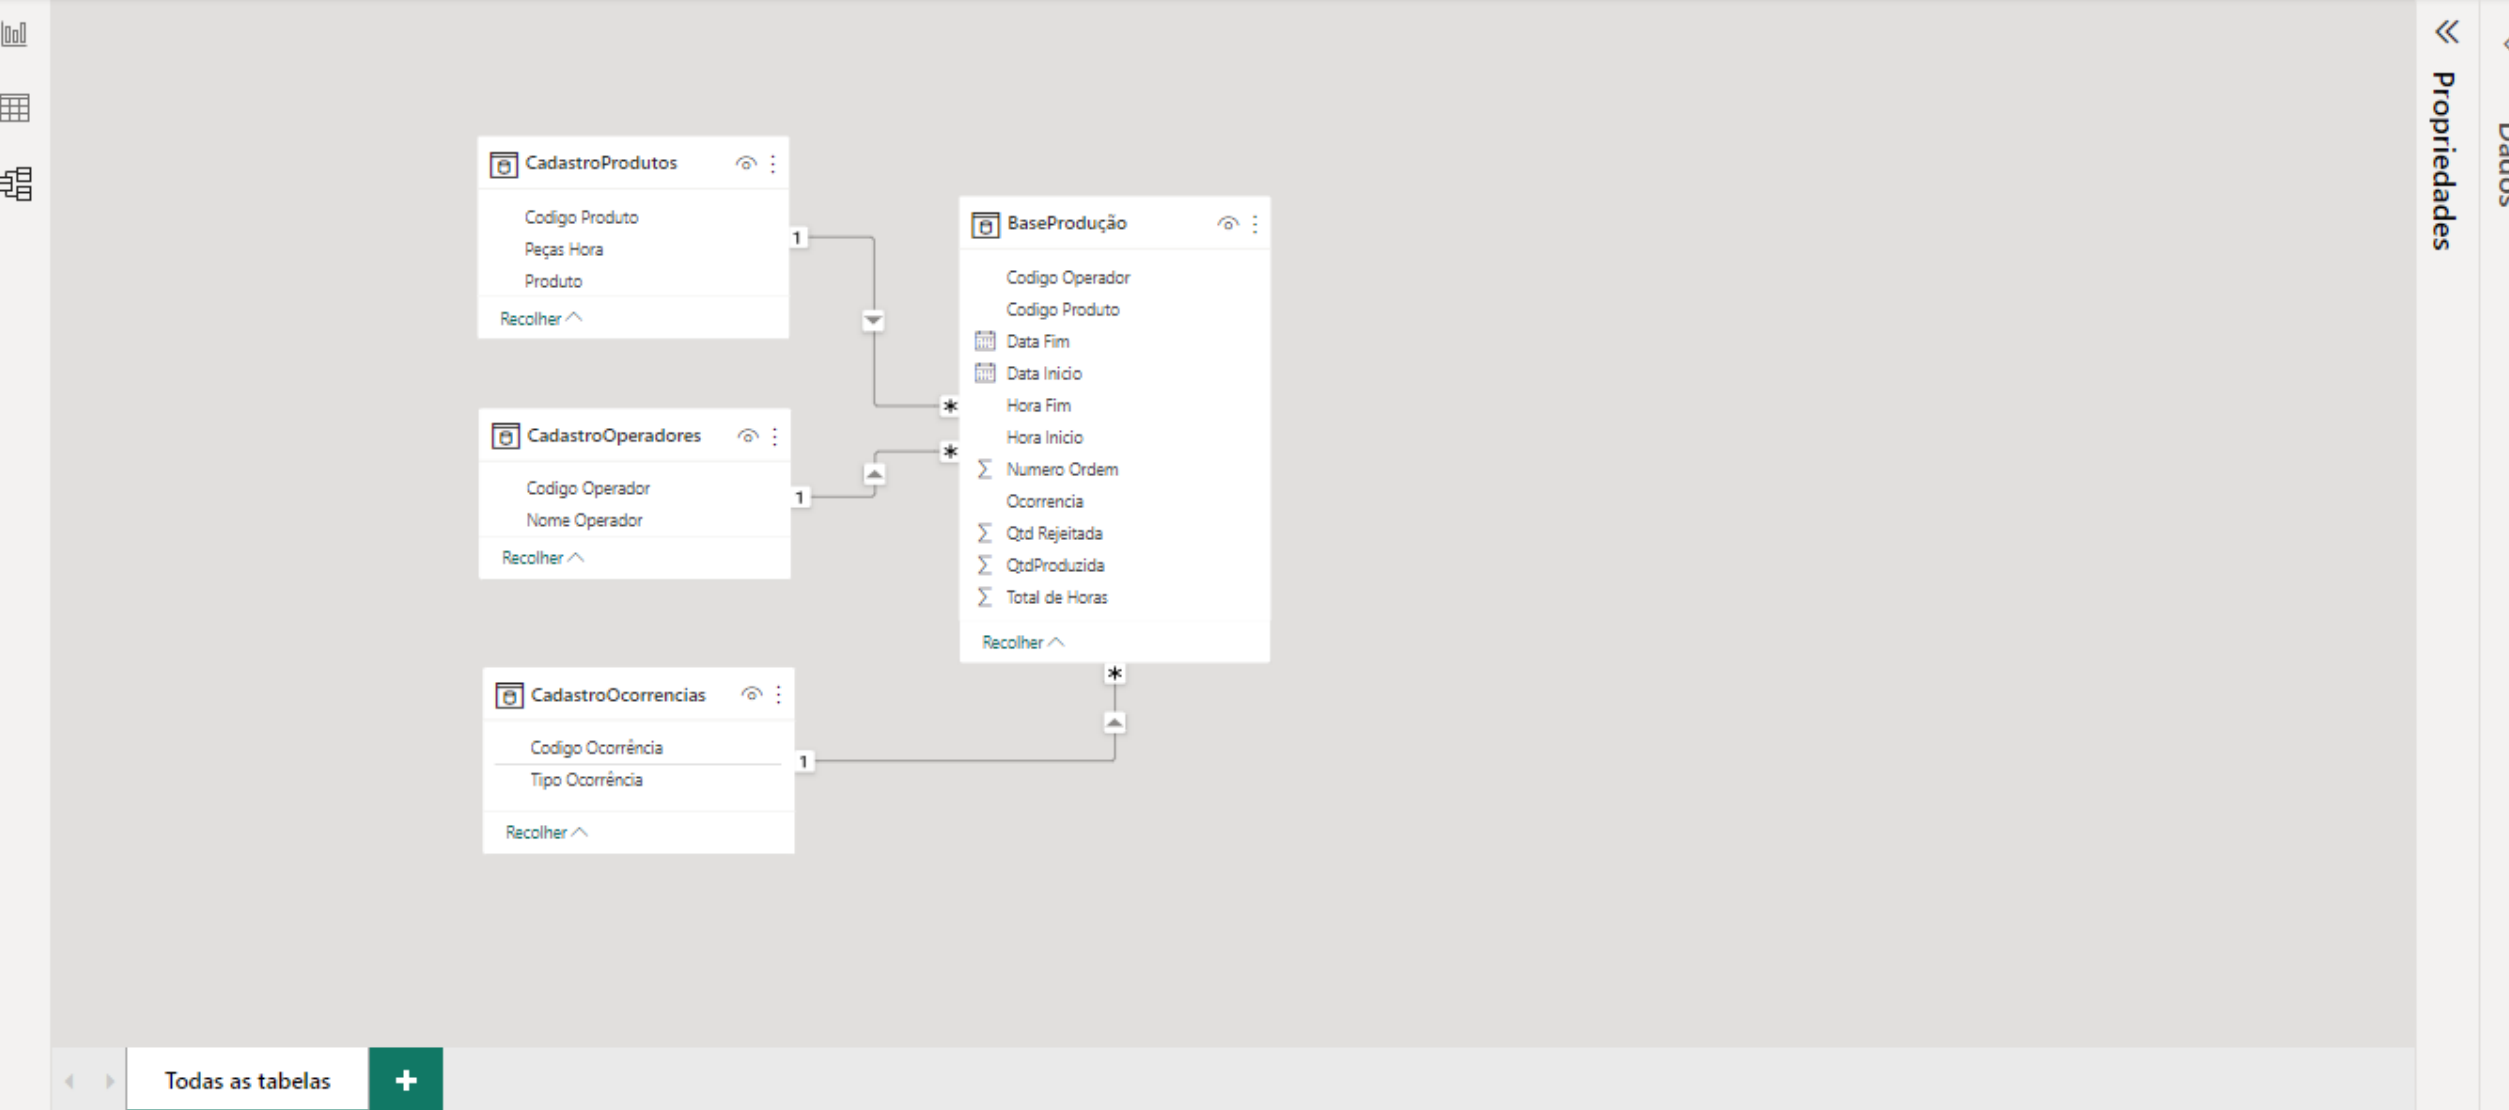 CadastroProdutos
Codigo Produto
Peças Hora
Produto
Recolher
1
*
CadastroOperadores
Codigo Operador
Nome Operador
Recolher
1
*
CadastroOcorrencias
Codigo Ocorrência
Tipo Ocorrência
Recolher
1
*
BaseProdução
Codigo Operador
Codigo Produto
Data Fim
Data Inicio
Hora Fim
Hora Inicio
Σ Numero Ordem
Ocorrencia
Σ Qtd Rejeitada
Σ QtdProduzida
Σ Total de Horas
Recolher
Propriedades
Dados
Todas as tabelas
+